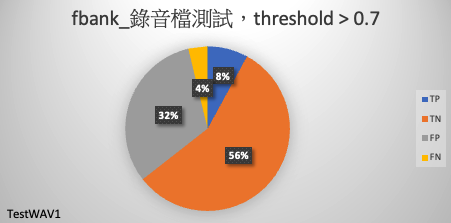 fbank_錄音檔測試，threshold > 0.7
8%
4%
32%
56%
TP
TN
FP
FN
TestWAV1